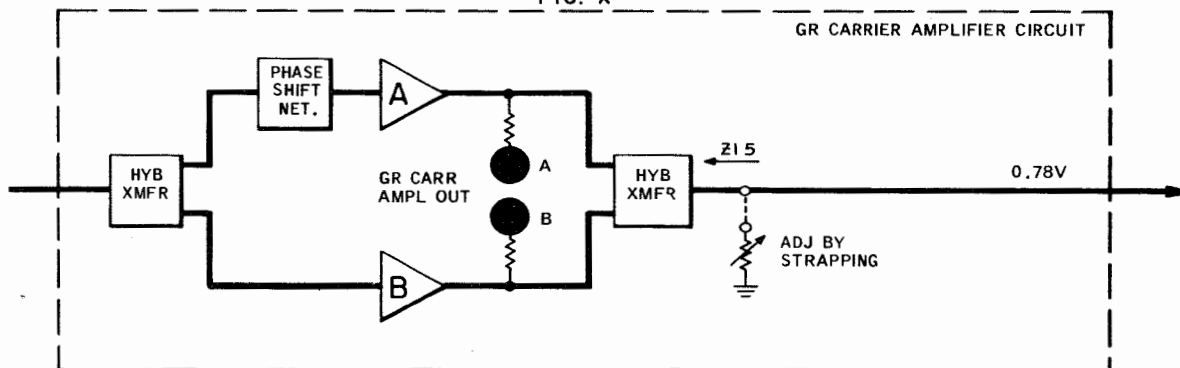 GR CARRIER AMPLIFIER CIRCUIT
PHASE
SHIFT
NET.
A
HYB
XMFR
GR CARR
AMPL OUT
A
B
HYB
XMFR
Z15
0.78V
ADJ BY
STRAPPING
B